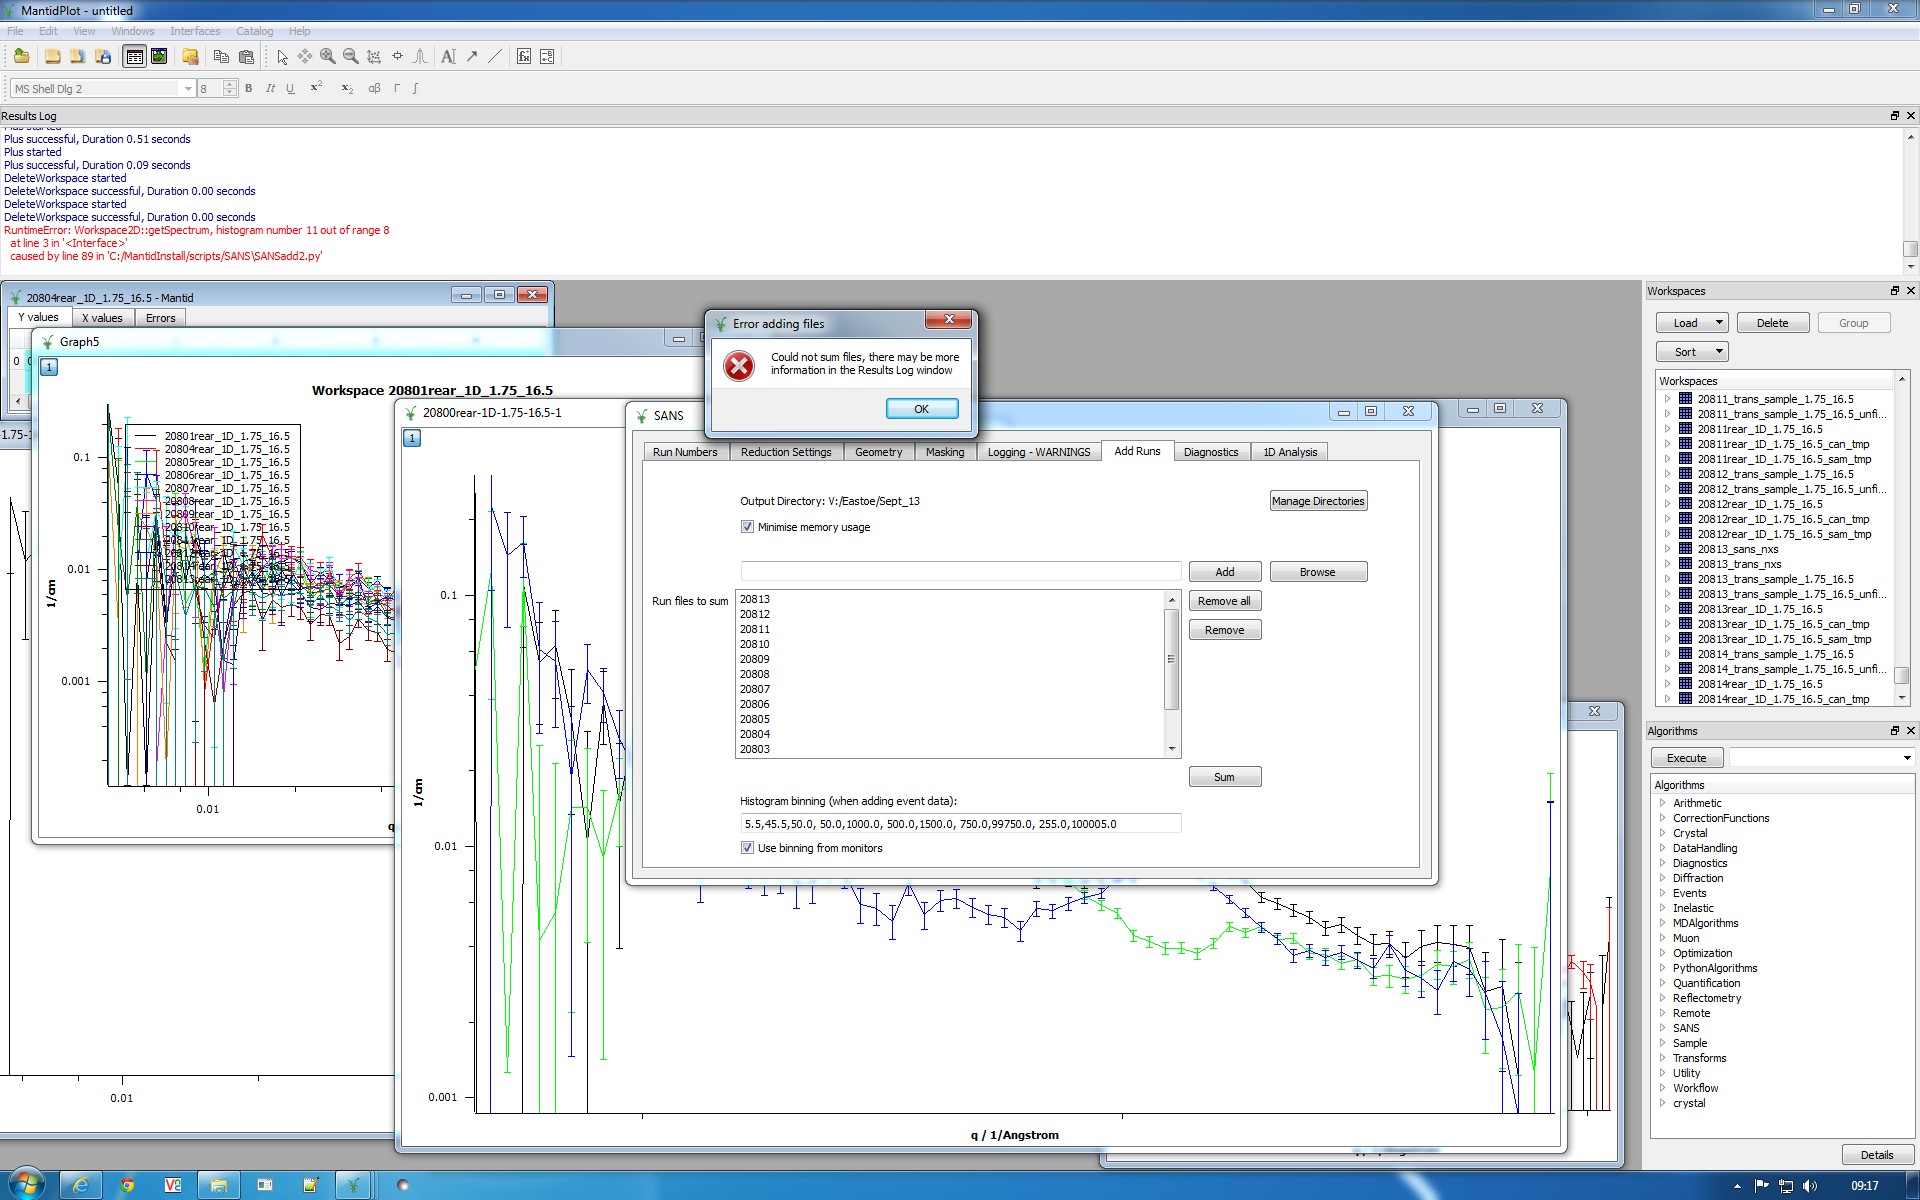 MantidPlot - untitled
File Edit View Windows Interfaces Catalog Help
MS Shell Dlg 2 8 B It U x² x₂ αβ Γ ∫
Results Log
Plus started
Plus successful, Duration 0.51 seconds
Plus started
Plus successful, Duration 0.09 seconds
DeleteWorkspace started
DeleteWorkspace successful, Duration 0.00 seconds
DeleteWorkspace started
DeleteWorkspace successful, Duration 0.00 seconds
RuntimeError: Workspace2D::getSpectrum, histogram number 11 out of range 8
at line 3 in '<Interface>'
caused by line 89 in 'C:/MantidInstall/scripts/SANS\SANSadd2.py'
20804rear_1D_1.75_16.5 - Mantid
Y values X values Errors
0
Graph5
1
Workspace 20801rear_1D_1.75_16.5
20801rear_1D_1.75_16.5
20804rear_1D_1.75_16.5
20805rear_1D_1.75_16.5
20806rear_1D_1.75_16.5
20807rear_1D_1.75_16.5
20808rear_1D_1.75_16.5
20809rear_1D_1.75_16.5
20810rear_1D_1.75_16.5
0.1
0.01
0.001
1/cm
0.01
q
0.01
20800rear-1D-1.75-16.5-1
1
0.1
0.01
0.001
1/cm
q / 1/Angstrom
Error adding files
Could not sum files, there may be more
information in the Results Log window
OK
SANS
Run Numbers Reduction Settings Geometry Masking Logging - WARNINGS Add Runs Diagnostics 1D Analysis
Output Directory: V:/Eastoe/Sept_13
Manage Directories
Minimise memory usage
Add Browse
Run files to sum
20813
20812
20811
20810
20809
20808
20807
20806
20805
20804
20803
Remove all
Remove
Sum
Histogram binning (when adding event data):
5.5,45.5,50.0, 50.0,1000.0, 500.0,1500.0, 750.0,99750.0, 255.0,100005.0
Use binning from monitors
Workspaces
Load Delete Group
Sort
Workspaces
20811_trans_sample_1.75_16.5
20811_trans_sample_1.75_16.5_unfi...
20811rear_1D_1.75_16.5
20811rear_1D_1.75_16.5_can_tmp
20811rear_1D_1.75_16.5_sam_tmp
20812_trans_sample_1.75_16.5
20812_trans_sample_1.75_16.5_unfi...
20812rear_1D_1.75_16.5
20812rear_1D_1.75_16.5_can_tmp
20812rear_1D_1.75_16.5_sam_tmp
20813_sans_nxs
20813_trans_nxs
20813_trans_sample_1.75_16.5
20813_trans_sample_1.75_16.5_unfi...
20813rear_1D_1.75_16.5
20813rear_1D_1.75_16.5_can_tmp
20813rear_1D_1.75_16.5_sam_tmp
20814_trans_sample_1.75_16.5
20814_trans_sample_1.75_16.5_unfi...
20814rear_1D_1.75_16.5
20814rear_1D_1.75_16.5_can_tmp
Algorithms
Execute
Algorithms
Arithmetic
CorrectionFunctions
Crystal
DataHandling
Diagnostics
Diffraction
Events
Inelastic
MDAlgorithms
Muon
Optimization
PythonAlgorithms
Quantification
Reflectometry
Remote
SANS
Sample
Transforms
Utility
Workflow
crystal
Details
09:17